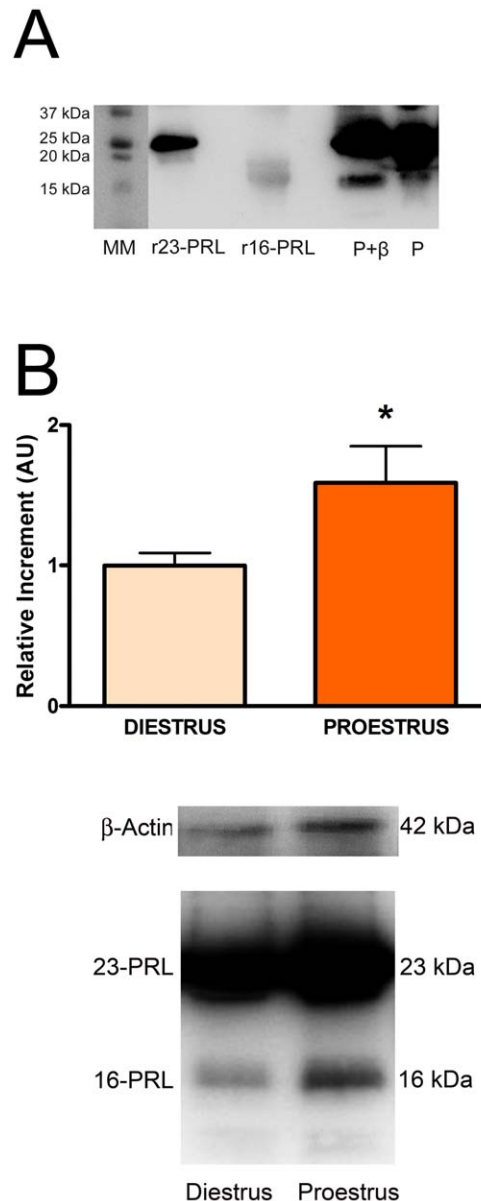 A
37 kDa
25 kDa
20 kDa
15 kDa
MM r23-PRL r16-PRL P+β P
B
Relative Increment (AU)
2
*
1
0
DIESTRUS PROESTRUS
β-Actin 42 kDa
23-PRL 23 kDa
16-PRL 16 kDa
Diestrus Proestrus